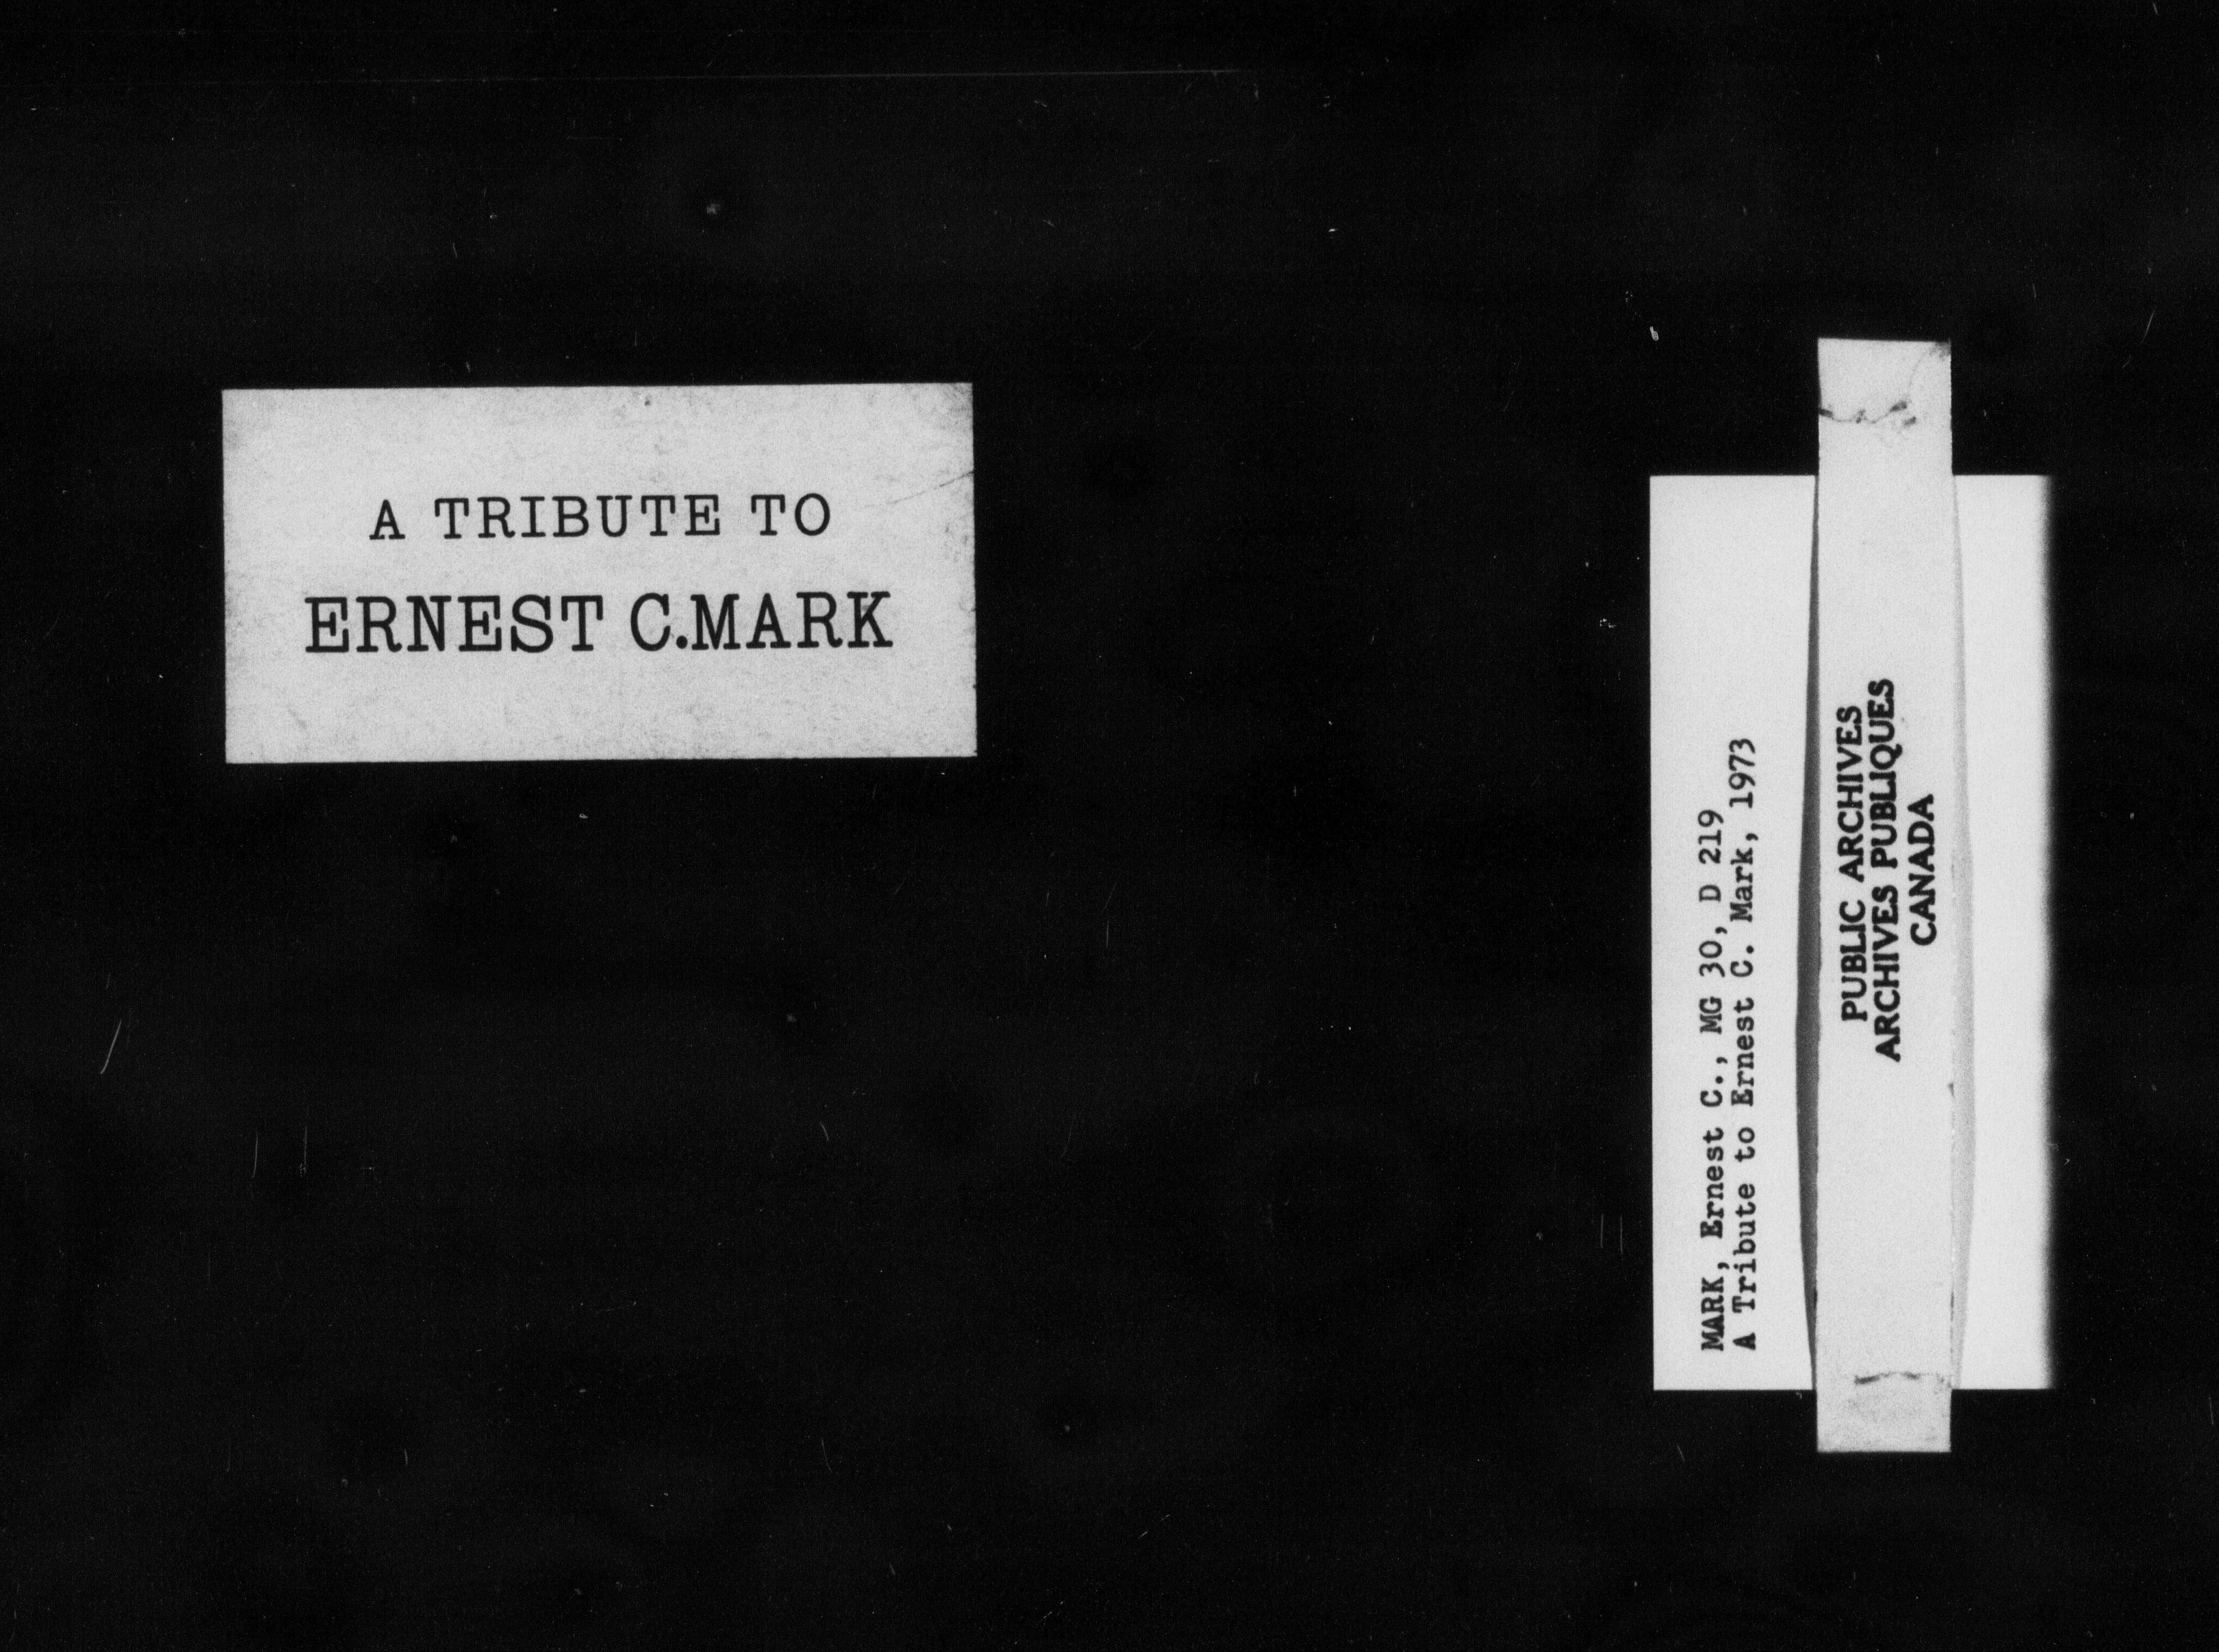 A TRIBUTE TO
ERNEST C.MARK
MARK, Ernest C., MG 30, D 219
A Tribute to Ernest C. Mark, 1973
PUBLIC ARCHIVES
ARCHIVES PUBLIQUES
CANADA